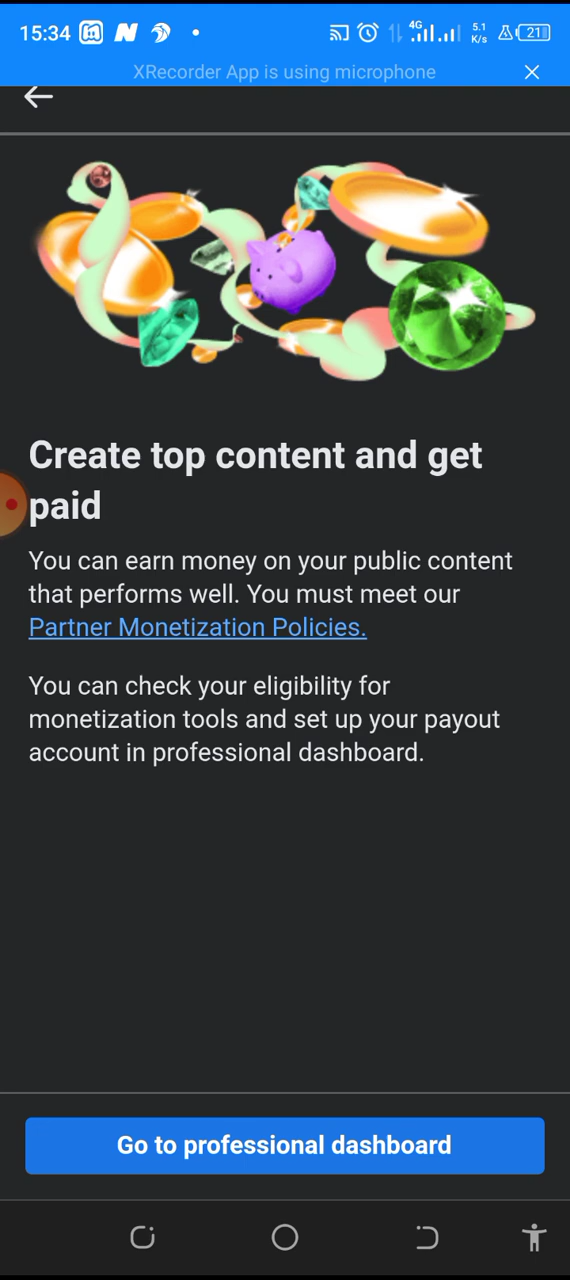 15:34
4G
5.1
K/s
21
XRecorder App is using microphone
Create top content and get
paid
You can earn money on your public content
that performs well. You must meet our
Partner Monetization Policies.
You can check your eligibility for
monetization tools and set up your payout
account in professional dashboard.
Go to professional dashboard